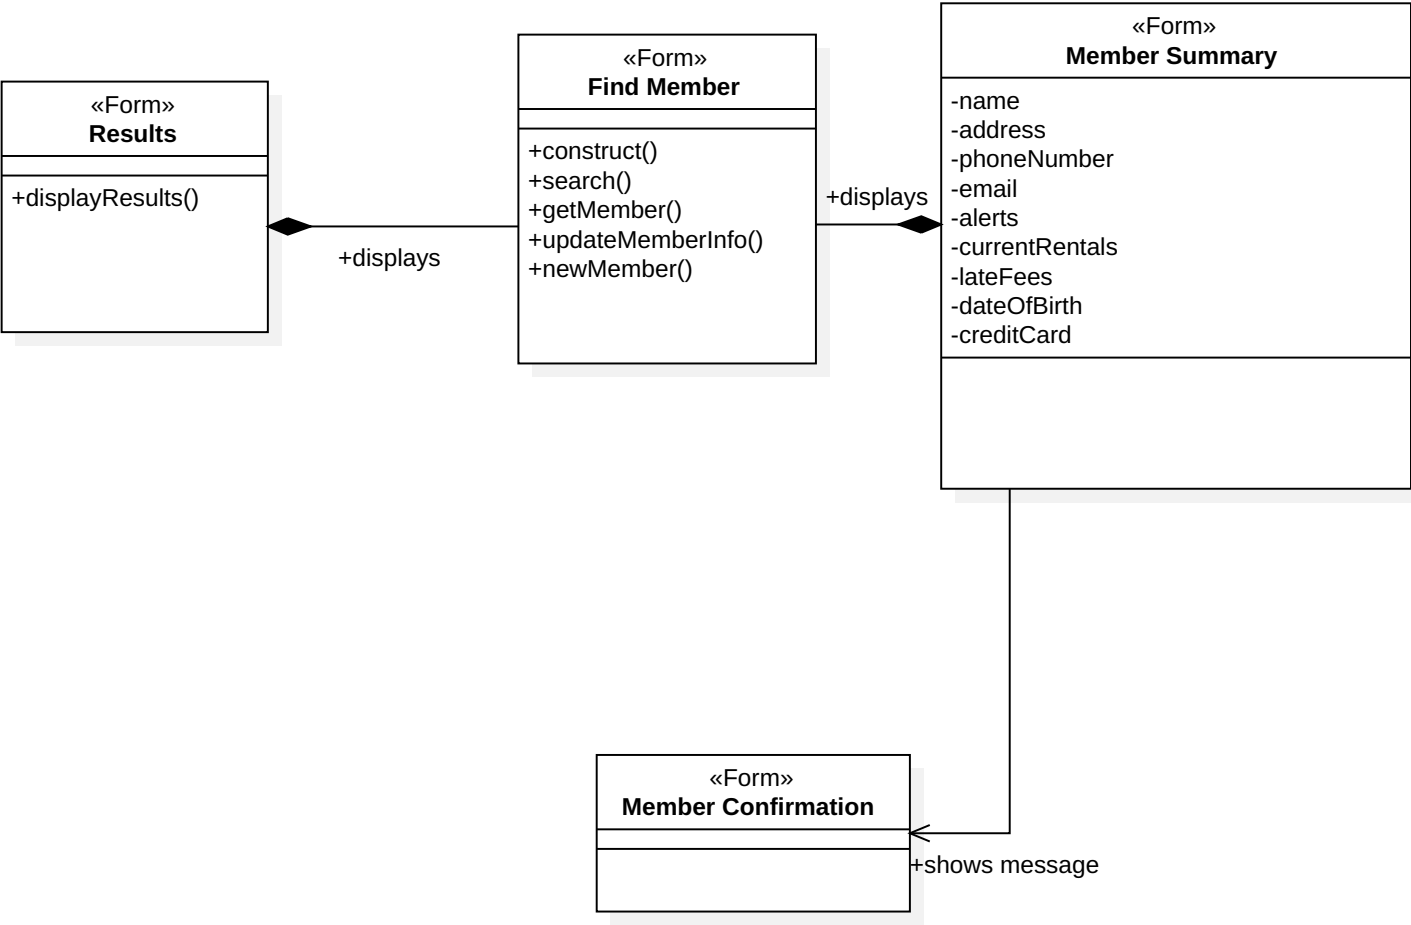 «Form»
Results
+displayResults()
+displays
«Form»
Find Member
+construct()
+search()
+getMember()
+updateMemberInfo()
+newMember()
+displays
«Form»
Member Summary
-name
-address
-phoneNumber
-email
-alerts
-currentRentals
-lateFees
-dateOfBirth
-creditCard
«Form»
Member Confirmation
+shows message